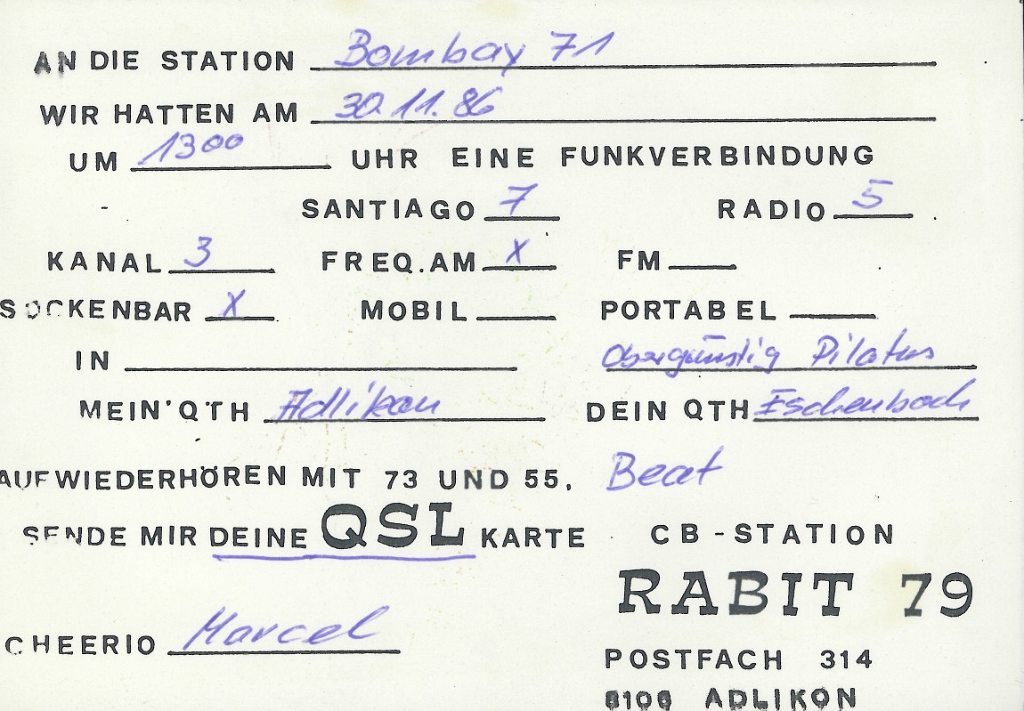 AN DIE STATION Bombay 71
WIR HATTEN AM 30.11.86
UM 1300 UHR EINE FUNKVERBINDUNG
SANTIAGO 7 RADIO 5
KANAL 3 FREQ.AM X FM
SOCKENBAR X MOBIL PORTABEL
IN Obergünstig Pilatus
MEIN'QTH Adlikon DEIN QTH Eschenbach
AUFWIEDERHÖREN MIT 73 UND 55, Beat
SENDE MIR DEINE QSL KARTE
CB-STATION
RABIT 79
CHEERIO Marcel
POSTFACH 314
8106 ADLIKON